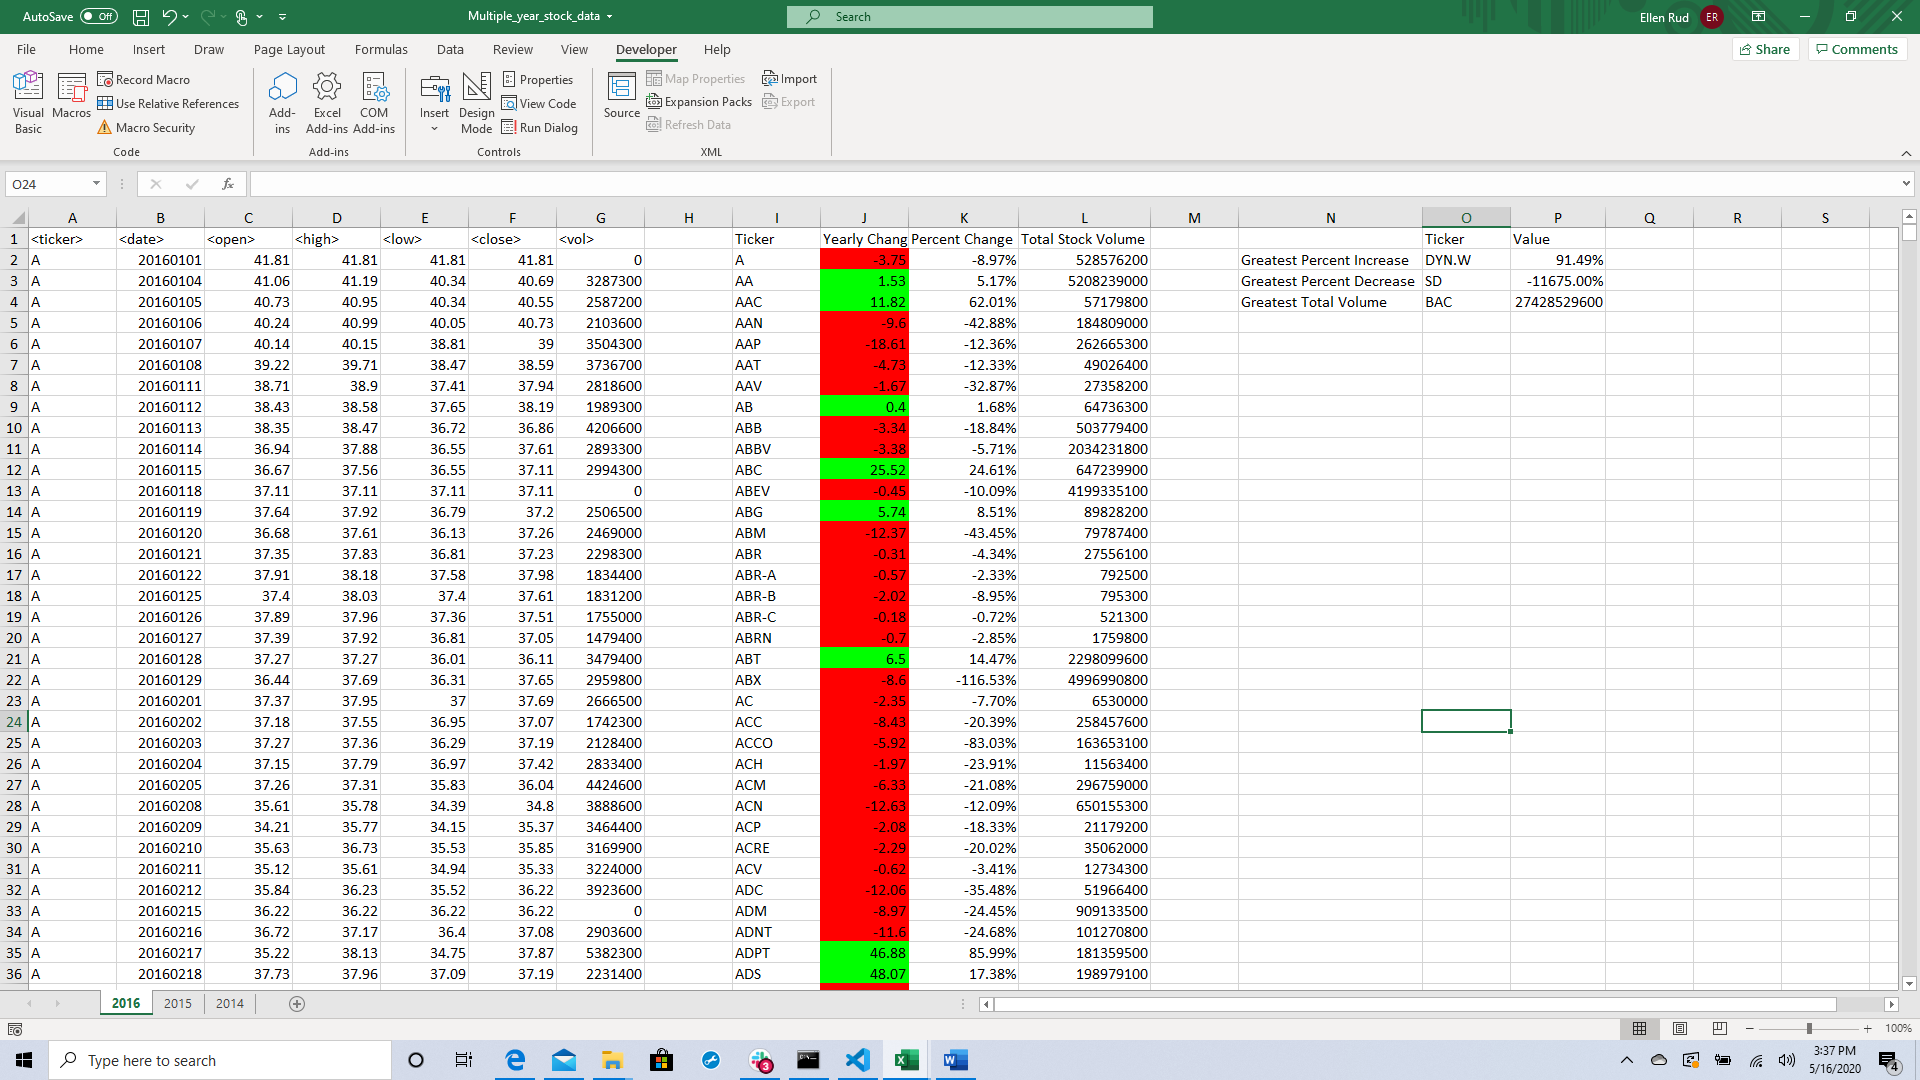 AutoSave Off Multiple_year_stock_data Search Ellen Rud ER
File Home Insert Draw Page Layout Formulas Data Review View Developer Help Share Comments
Visual Basic Macros Record Macro Use Relative References Macro Security Code
Add-ins Excel Add-ins COM Add-ins Add-ins
Insert Design Mode Properties View Code Run Dialog Controls
Source Map Properties Expansion Packs Refresh Data Import Export XML
O24 fx
A B C D E F G H I J K L M N O P Q R S
1 <ticker> <date> <open> <high> <low> <close> <vol> Ticker Yearly Chang Percent Change Total Stock Volume Ticker Value
2 A 20160101 41.81 41.81 41.81 41.81 0 A -3.75 -8.97% 528576200 Greatest Percent Increase DYN.W 91.49%
3 A 20160104 41.06 41.19 40.34 40.69 3287300 AA 1.53 5.17% 5208239000 Greatest Percent Decrease SD -11675.00%
4 A 20160105 40.73 40.95 40.34 40.55 2587200 AAC 11.82 62.01% 57179800 Greatest Total Volume BAC 27428529600
5 A 20160106 40.24 40.99 40.05 40.73 2103600 AAN -9.6 -42.88% 184809000
6 A 20160107 40.14 40.15 38.81 39 3504300 AAP -18.61 -12.36% 262665300
7 A 20160108 39.22 39.71 38.47 38.59 3736700 AAT -4.73 -12.33% 49026400
8 A 20160111 38.71 38.9 37.41 37.94 2818600 AAV -1.67 -32.87% 27358200
9 A 20160112 38.43 38.58 37.65 38.19 1989300 AB 0.4 1.68% 64736300
10 A 20160113 38.35 38.47 36.72 36.86 4206600 ABB -3.34 -18.84% 503779400
11 A 20160114 36.94 37.88 36.55 37.61 2893300 ABBV -3.38 -5.71% 2034231800
12 A 20160115 36.67 37.56 36.55 37.11 2994300 ABC 25.52 24.61% 647239900
13 A 20160118 37.11 37.11 37.11 37.11 0 ABEV -0.45 -10.09% 4199335100
14 A 20160119 37.64 37.92 36.79 37.2 2506500 ABG 5.74 8.51% 89828200
15 A 20160120 36.68 37.61 36.13 37.26 2469000 ABM -12.37 -43.45% 79787400
16 A 20160121 37.35 37.83 36.81 37.23 2298300 ABR -0.31 -4.34% 27556100
17 A 20160122 37.91 38.18 37.58 37.98 1834400 ABR-A -0.57 -2.33% 792500
18 A 20160125 37.4 38.03 37.4 37.61 1831200 ABR-B -2.02 -8.95% 795300
19 A 20160126 37.89 37.96 37.36 37.51 1755000 ABR-C -0.18 -0.72% 521300
20 A 20160127 37.39 37.92 36.81 37.05 1479400 ABRN -0.7 -2.85% 1759800
21 A 20160128 37.27 37.27 36.01 36.11 3479400 ABT 6.5 14.47% 2298099600
22 A 20160129 36.44 37.69 36.31 37.65 2959800 ABX -8.6 -116.53% 4996990800
23 A 20160201 37.37 37.95 37 37.69 2666500 AC -2.35 -7.70% 6530000
24 A 20160202 37.18 37.55 36.95 37.07 1742300 ACC -8.43 -20.39% 258457600
25 A 20160203 37.27 37.36 36.29 37.19 2128400 ACCO -5.92 -83.03% 163653100
26 A 20160204 37.15 37.79 36.97 37.42 2833400 ACH -1.97 -23.91% 11563400
27 A 20160205 37.26 37.31 35.83 36.04 4424600 ACM -6.33 -21.08% 296759000
28 A 20160208 35.61 35.78 34.39 34.8 3888600 ACN -12.63 -12.09% 650155300
29 A 20160209 34.21 35.77 34.15 35.37 3464400 ACP -2.08 -18.33% 21179200
30 A 20160210 35.63 36.73 35.53 35.85 3169900 ACRE -2.29 -20.02% 35062000
31 A 20160211 35.12 35.61 34.94 35.33 3224000 ACV -0.62 -3.41% 12734300
32 A 20160212 35.84 36.23 35.52 36.22 3923600 ADC -12.06 -35.48% 51966400
33 A 20160215 36.22 36.22 36.22 36.22 0 ADM -8.97 -24.45% 909133500
34 A 20160216 36.72 37.17 36.4 37.08 2903600 ADNT -11.6 -24.68% 101270800
35 A 20160217 35.22 38.13 34.75 37.87 5382300 ADPT 46.88 85.99% 181359500
36 A 20160218 37.73 37.96 37.09 37.19 2231400 ADS 48.07 17.38% 198979100
2016 2015 2014
100%
Type here to search 3 3:37 PM
5/16/2020 4